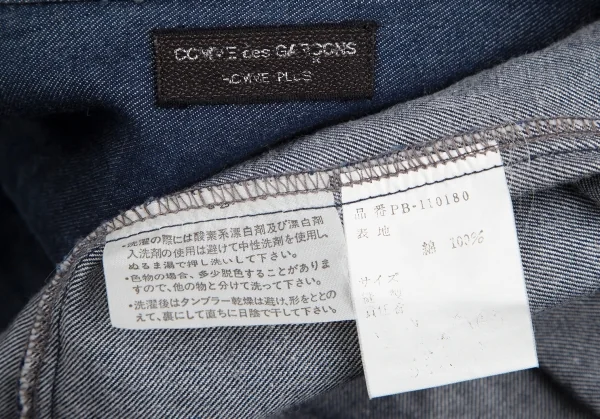 COMME des GARÇONS
HOMME PLUS
・洗濯の際には酸素系漂白剤及び漂白剤
入洗剤の使用は避けて中性洗剤を使用し
ぬるま湯で押し洗いして下さい。
・色物の場合、多少脱色することがありま
すので、他の物と分けて洗って下さい。
・洗濯後はタンブラー乾燥は避け、形をととの
えて、裏にして直ちに日陰で干して下さい。
品番PB-110180
表地
綿 100%
サイズ